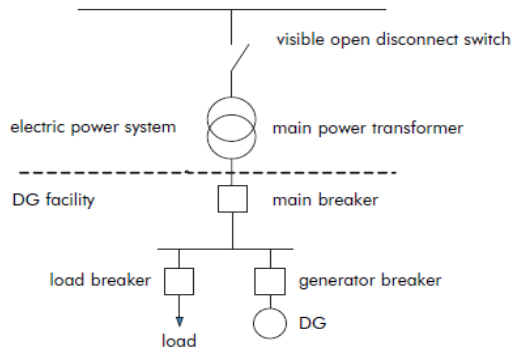 visible open disconnect switch
electric power system
main power transformer
DG facility
main breaker
load breaker
generator breaker
DG
load